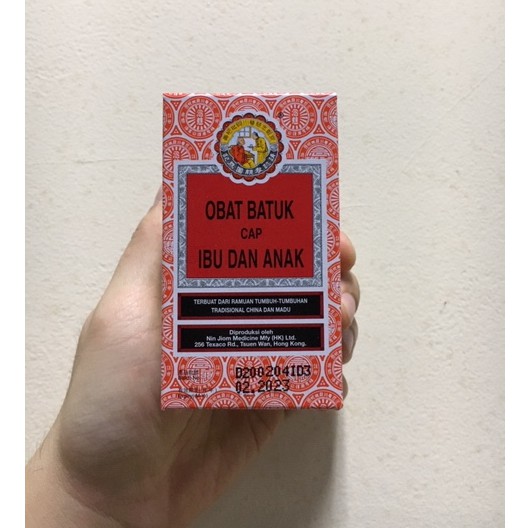 OBAT BATUK
CAP
IBU DAN ANAK
TERBUAT DARI RAMUAN TUMBUH-TUMBUHAN
TRADISIONAL CHINA DAN MADU
Diproduksi oleh
Nin Jiom Medicine Mfy (HK) Ltd.
256 Texaco Rd., Tsuen Wan, Hong Kong.
D200204ID3
02.2023